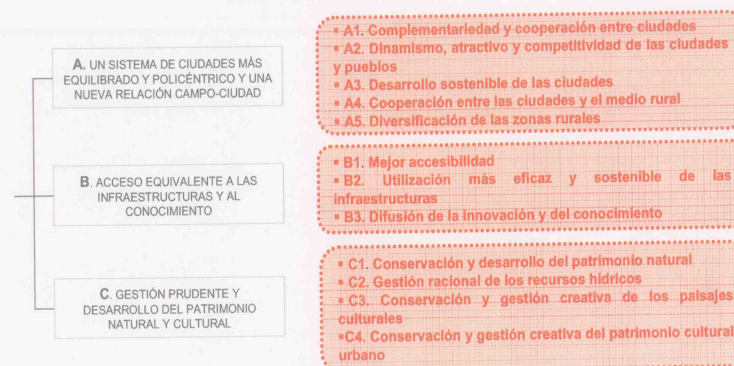 A. UN SISTEMA DE CIUDADES MÁS
EQUILIBRADO Y POLICÉNTRICO Y UNA
NUEVA RELACIÓN CAMPO-CIUDAD
▪ A1. Complementariedad y cooperación entre ciudades
▪ A2. Dinamismo, atractivo y competitividad de las ciudades
y pueblos
▪ A3. Desarrollo sostenible de las ciudades
▪ A4. Cooperación entre las ciudades y el medio rural
▪ A5. Diversificación de las zonas rurales
B. ACCESO EQUIVALENTE A LAS
INFRAESTRUCTURAS Y AL
CONOCIMIENTO
▪ B1. Mejor accesibilidad
▪ B2. Utilización más eficaz y sostenible de las
infraestructuras
▪ B3. Difusión de la innovación y del conocimiento
C. GESTIÓN PRUDENTE Y
DESARROLLO DEL PATRIMONIO
NATURAL Y CULTURAL
▪ C1. Conservación y desarrollo del patrimonio natural
▪ C2. Gestión racional de los recursos hídricos
▪ C3. Conservación y gestión creativa de los paisajes
culturales
▪C4. Conservación y gestión creativa del patrimonio cultural
urbano